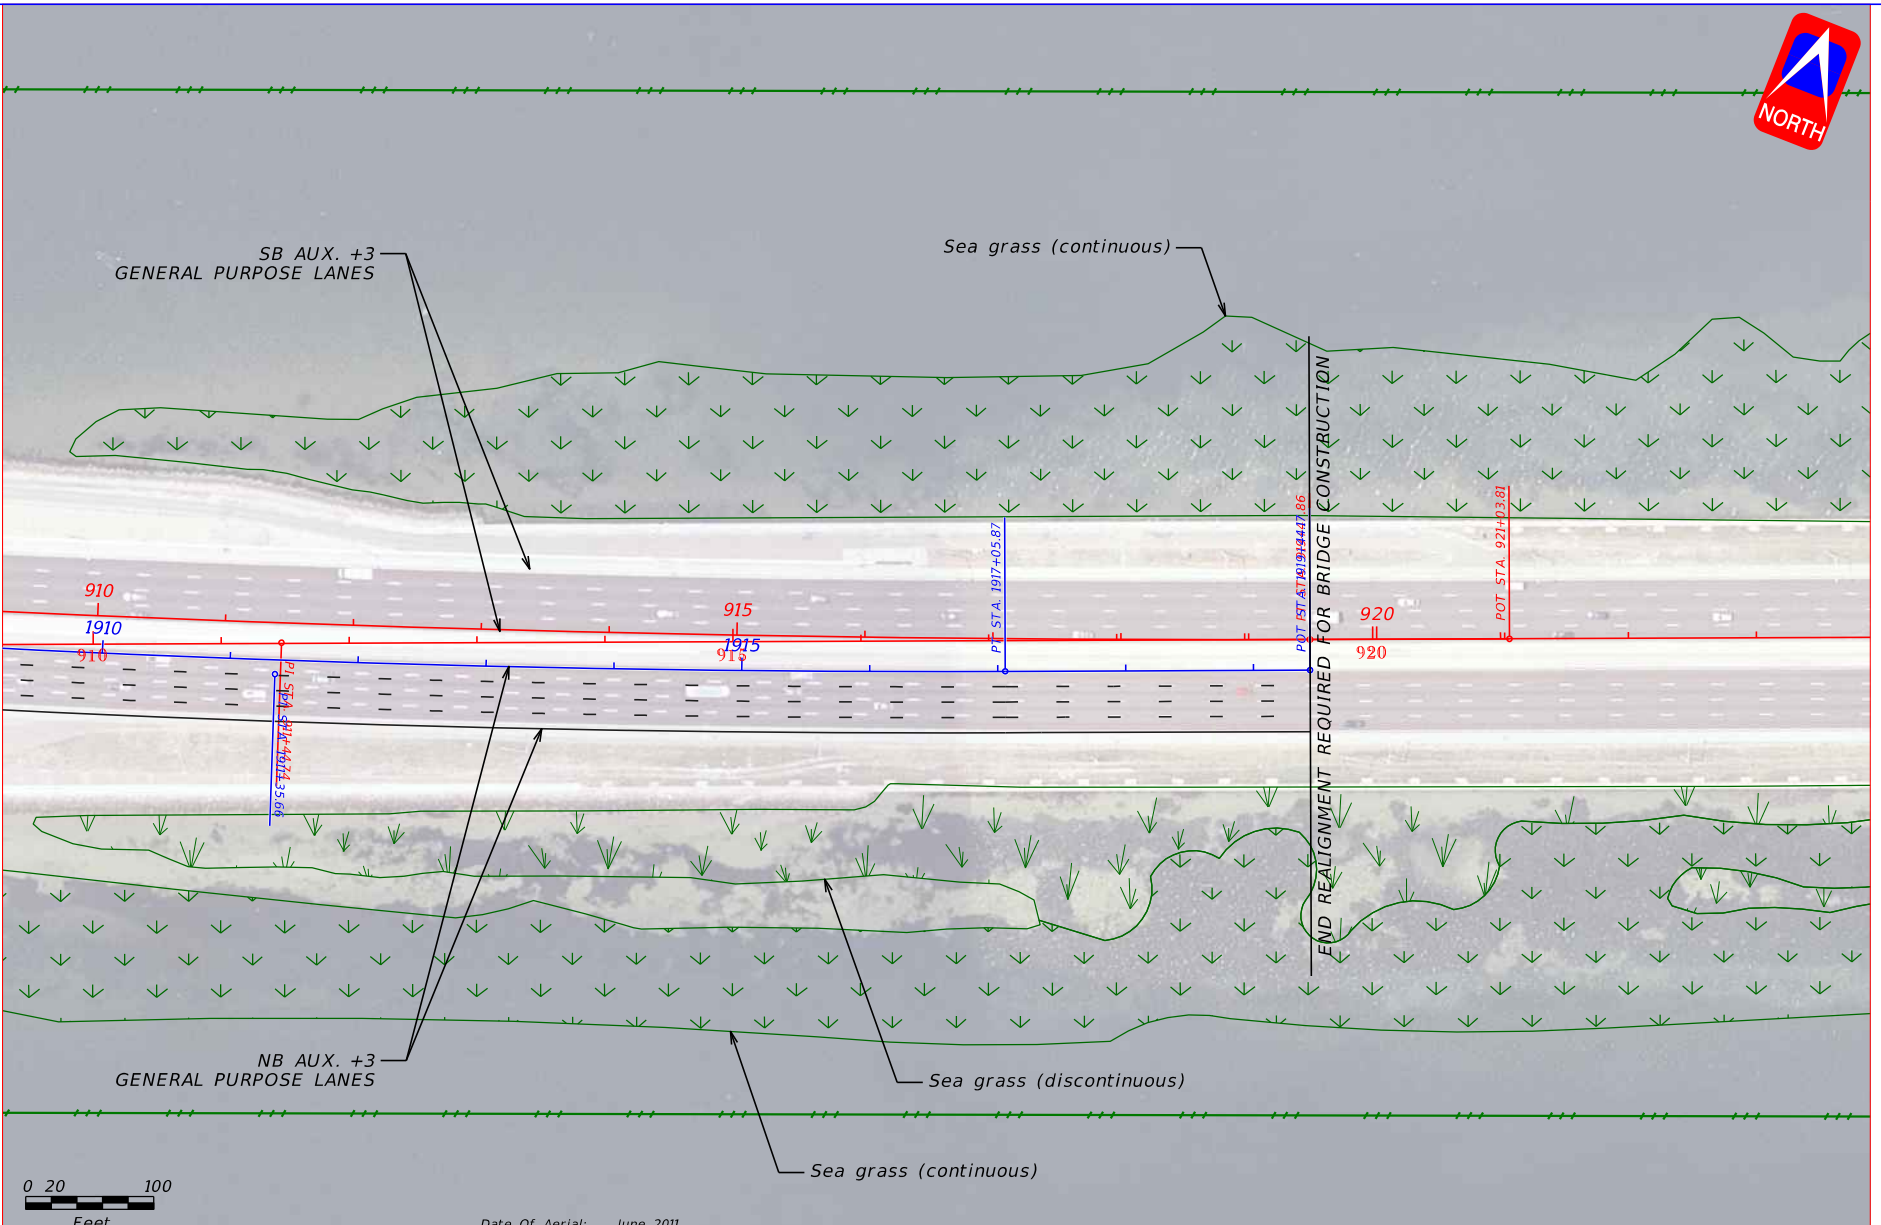 NORTH
SB AUX. +3
GENERAL PURPOSE LANES
Sea grass (continuous)
END REALIGNMENT REQUIRED FOR BRIDGE CONSTRUCTION
PT STA. 1917+05.87
POT STA. 921+03.81
910
915
920
1910
1915
910
920
NB AUX. +3
GENERAL PURPOSE LANES
Sea grass (discontinuous)
Sea grass (continuous)
0 20 100
Feet
Date Of Aerial: June 2011